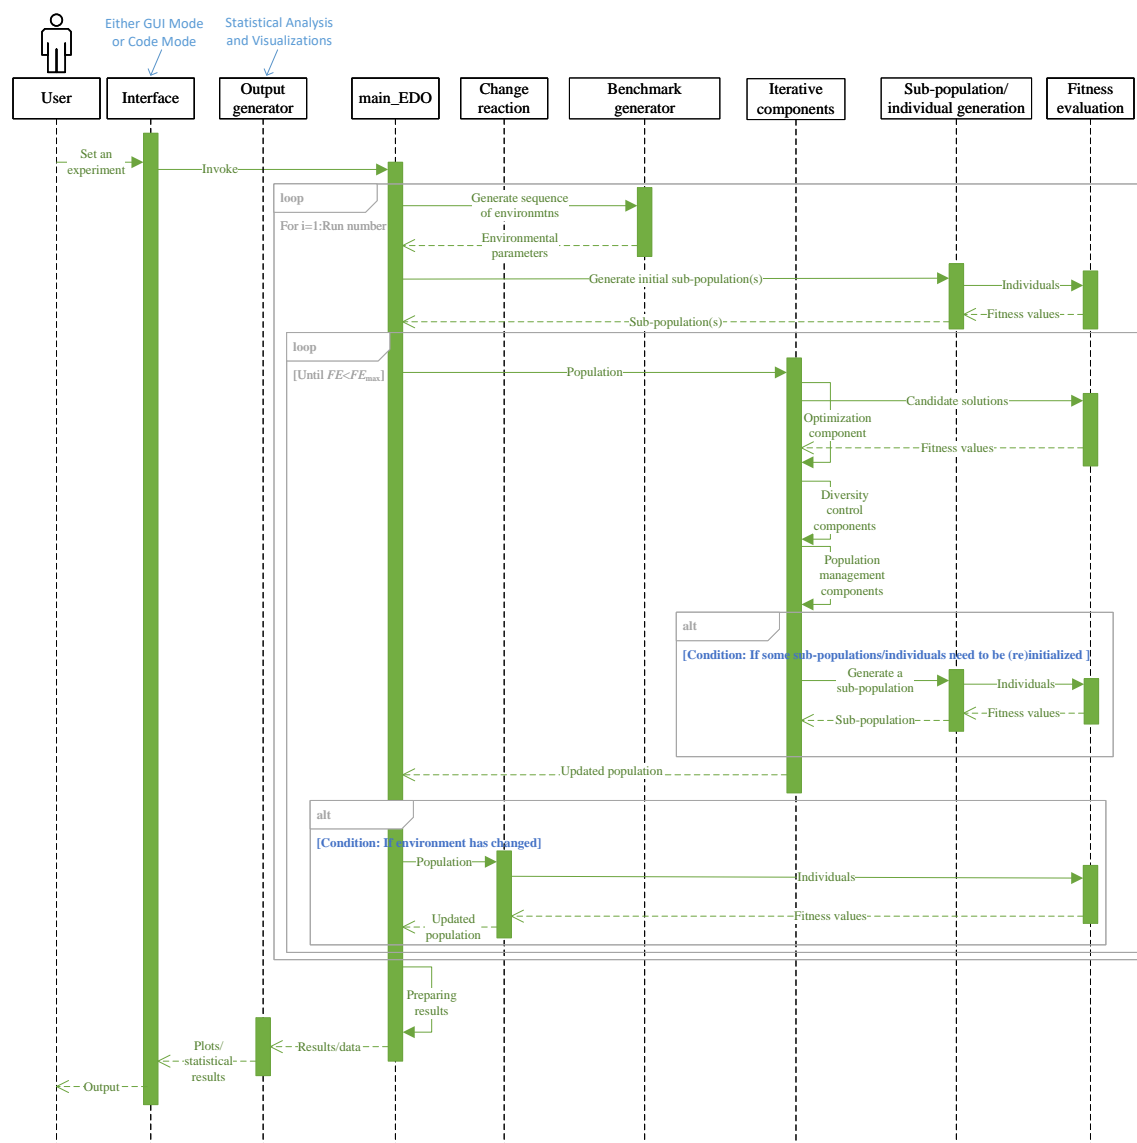 Either GUI Mode
or Code Mode
Statistical Analysis
and Visualizations
User
Interface
Output
generator
main_EDO
Change
reaction
Benchmark
generator
Iterative
components
Sub-population/
individual generation
Fitness
evaluation
Set an
experiment
Invoke
loop
For i=1:Run number
Generate sequence
of environmtns
Environmental
parameters
Generate initial sub-population(s)
Individuals
Fitness values
Sub-population(s)
loop
[Until FE<FEmax]
Population
Candidate solutions
Optimization
component
Fitness values
Diversity
control
components
Population
management
components
alt
[Condition: If some sub-populations/individuals need to be (re)initialized ]
Generate a
sub-population
Individuals
Fitness values
Sub-population
Updated population
alt
[Condition: If environment has changed]
Population
Individuals
Fitness values
Updated
population
Preparing
results
Results/data
Plots/
statistical
results
Output